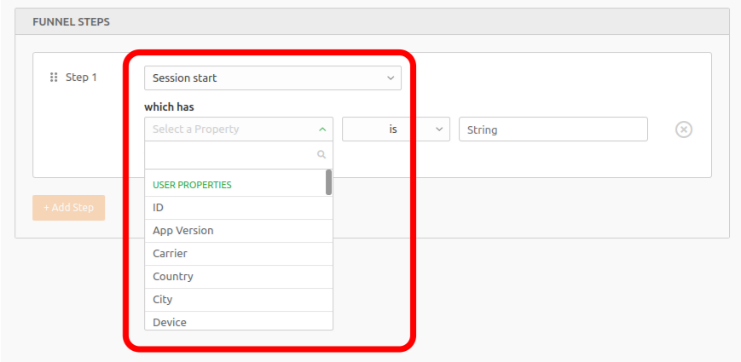 FUNNEL STEPS
Step 1
Session start
which has
Select a Property
is
String
USER PROPERTIES
ID
App Version
Carrier
Country
City
Device
+ Add Step